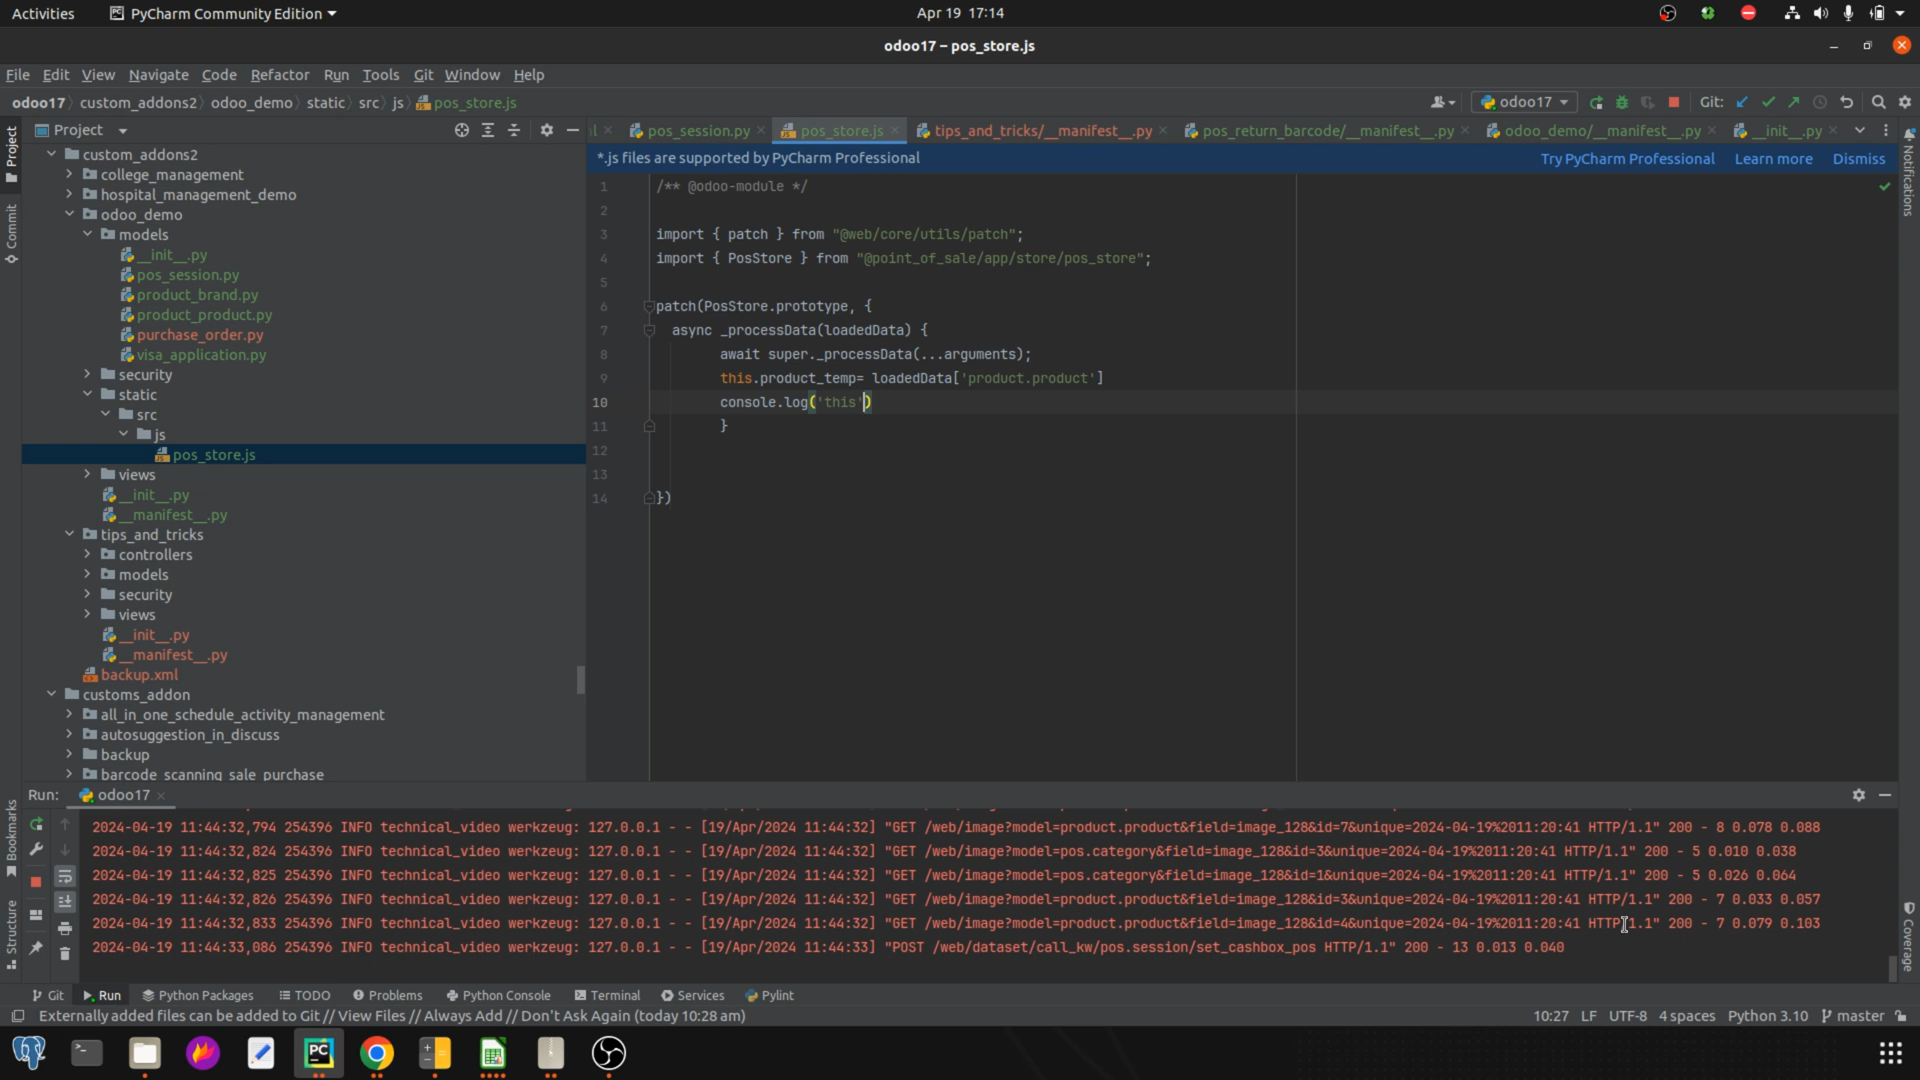 Activities
PyCharm Community Edition
Apr 19 17:14
odoo17 – pos_store.js
File Edit View Navigate Code Refactor Run Tools Git Window Help
odoo17 custom_addons2 odoo_demo static src js pos_store.js
odoo17
Git:
Project
pos_session.py
pos_store.js
tips_and_tricks/__manifest__.py
pos_return_barcode/__manifest__.py
odoo_demo/__manifest__.py
__init__.py
*.js files are supported by PyCharm Professional
Try PyCharm Professional
Learn more
Dismiss
Project
Commit
Bookmarks
Structure
Notifications
Coverage
custom_addons2
college_management
hospital_management_demo
odoo_demo
models
__init__.py
pos_session.py
product_brand.py
product_product.py
purchase_order.py
visa_application.py
security
static
src
js
pos_store.js
views
__init__.py
__manifest__.py
tips_and_tricks
controllers
models
security
views
__init__.py
__manifest__.py
backup.xml
customs_addon
all_in_one_schedule_activity_management
autosuggestion_in_discuss
backup
barcode_scanning_sale_purchase
1 /** @odoo-module */
2
3 import { patch } from "@web/core/utils/patch";
4 import { PosStore } from "@point_of_sale/app/store/pos_store";
5
6 patch(PosStore.prototype, {
7 async _processData(loadedData) {
8 await super._processData(...arguments);
9 this.product_temp= loadedData['product.product']
10 console.log('this')
11 }
12
13
14 })
Run: odoo17
2024-04-19 11:44:32,794 254396 INFO technical_video werkzeug: 127.0.0.1 - - [19/Apr/2024 11:44:32] "GET /web/image?model=product.product&field=image_128&id=7&unique=2024-04-19%2011:20:41 HTTP/1.1" 200 - 8 0.078 0.088
2024-04-19 11:44:32,824 254396 INFO technical_video werkzeug: 127.0.0.1 - - [19/Apr/2024 11:44:32] "GET /web/image?model=pos.category&field=image_128&id=3&unique=2024-04-19%2011:20:41 HTTP/1.1" 200 - 5 0.010 0.038
2024-04-19 11:44:32,825 254396 INFO technical_video werkzeug: 127.0.0.1 - - [19/Apr/2024 11:44:32] "GET /web/image?model=pos.category&field=image_128&id=1&unique=2024-04-19%2011:20:41 HTTP/1.1" 200 - 5 0.026 0.064
2024-04-19 11:44:32,826 254396 INFO technical_video werkzeug: 127.0.0.1 - - [19/Apr/2024 11:44:32] "GET /web/image?model=product.product&field=image_128&id=3&unique=2024-04-19%2011:20:41 HTTP/1.1" 200 - 7 0.033 0.057
2024-04-19 11:44:32,833 254396 INFO technical_video werkzeug: 127.0.0.1 - - [19/Apr/2024 11:44:32] "GET /web/image?model=product.product&field=image_128&id=4&unique=2024-04-19%2011:20:41 HTTP/1.1" 200 - 7 0.079 0.103
2024-04-19 11:44:33,086 254396 INFO technical_video werkzeug: 127.0.0.1 - - [19/Apr/2024 11:44:33] "POST /web/dataset/call_kw/pos.session/set_cashbox_pos HTTP/1.1" 200 - 13 0.013 0.040
Git Run Python Packages TODO Problems Python Console Terminal Services Pylint
Externally added files can be added to Git // View Files // Always Add // Don't Ask Again (today 10:28 am)
10:27 LF UTF-8 4 spaces Python 3.10 master